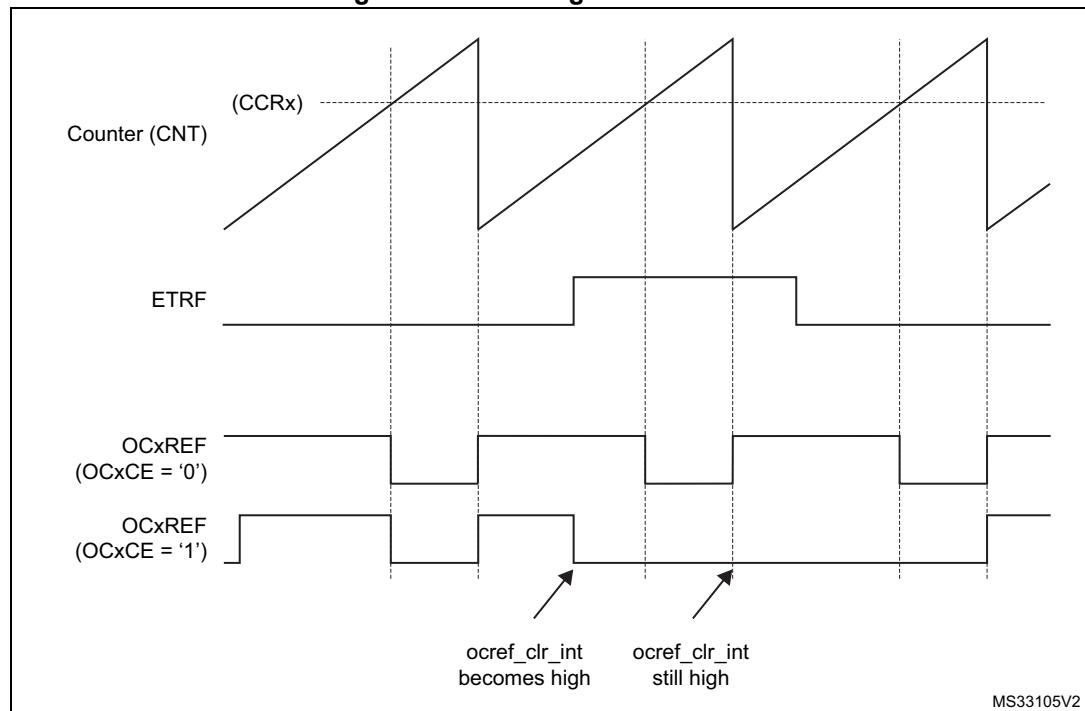 (CCRx)
Counter (CNT)
ETRF
OCxREF
(OCxCE = ‘0’)
OCxREF
(OCxCE = ‘1’)
ocref_clr_int
becomes high
ocref_clr_int
still high
MS33105V2